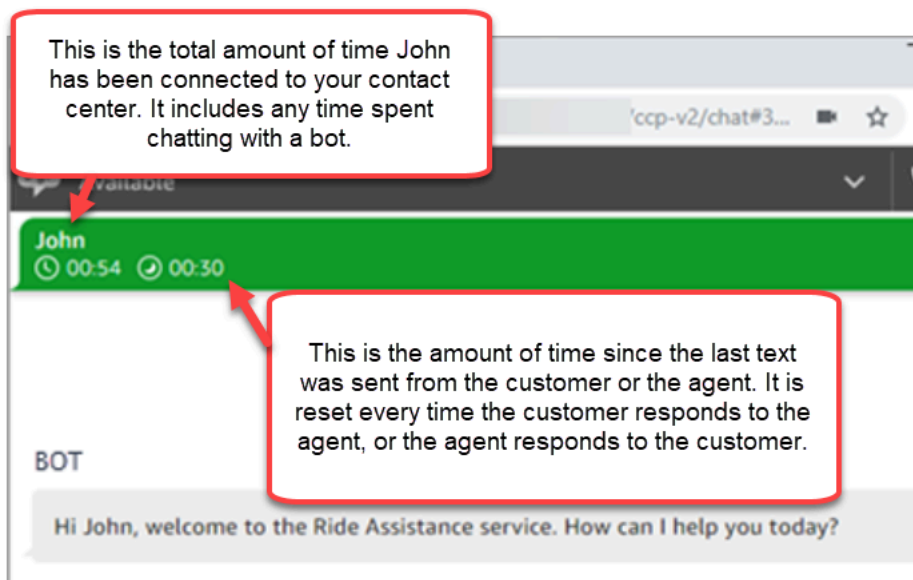 This is the total amount of time John
has been connected to your contact
center. It includes any time spent
chatting with a bot.
'ccp-v2/chat#3...
Available
John
00:54 00:30
This is the amount of time since the last text
was sent from the customer or the agent. It is
reset every time the customer responds to the
agent, or the agent responds to the customer.
BOT
Hi John, welcome to the Ride Assistance service. How can I help you today?